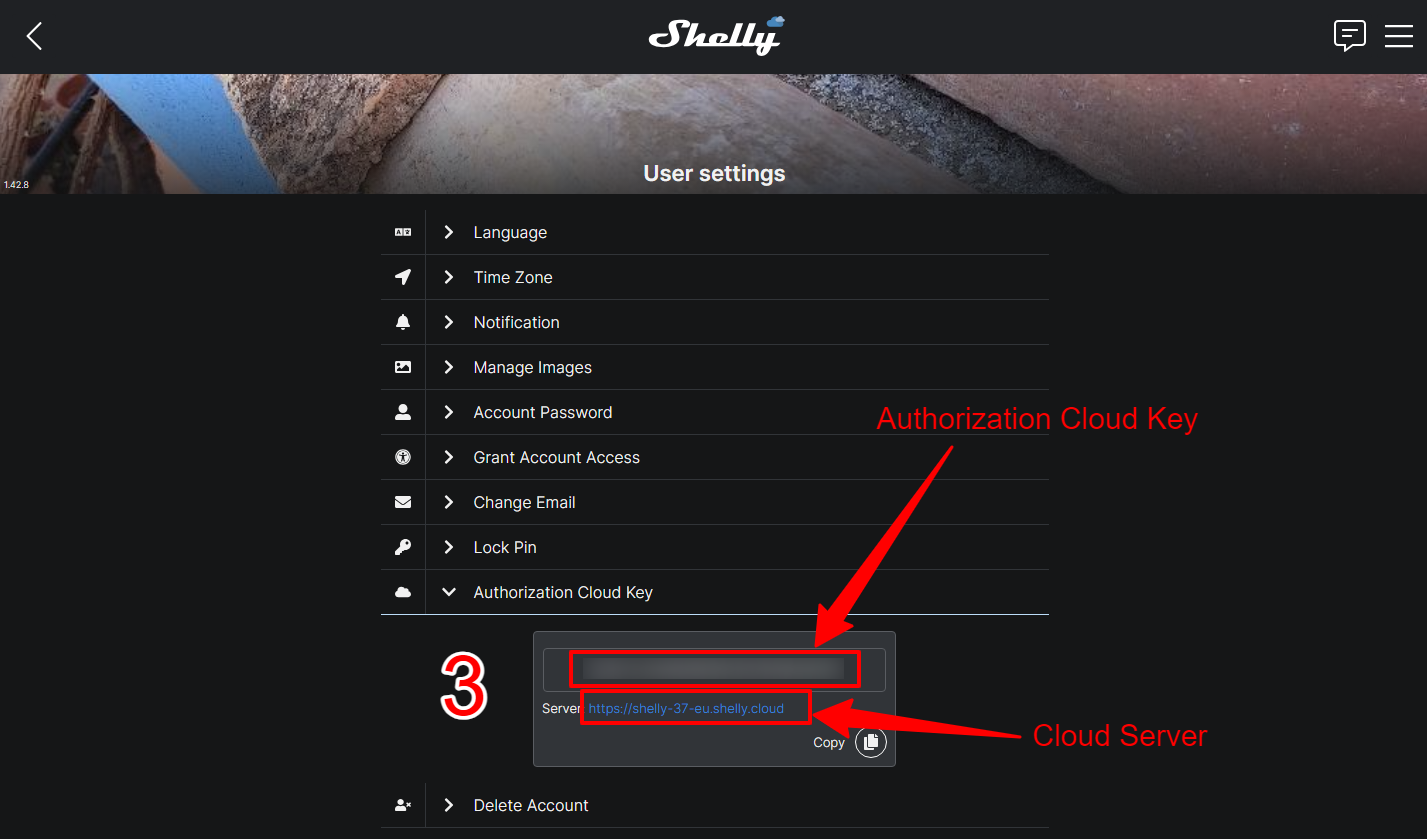 Shelly
User settings
1.42.8
Language
Time Zone
Notification
Manage Images
Account Password
Authorization Cloud Key
Grant Account Access
Change Email
Lock Pin
Authorization Cloud Key
3
Server: https://shelly-37-eu.shelly.cloud
Cloud Server
Copy
Delete Account